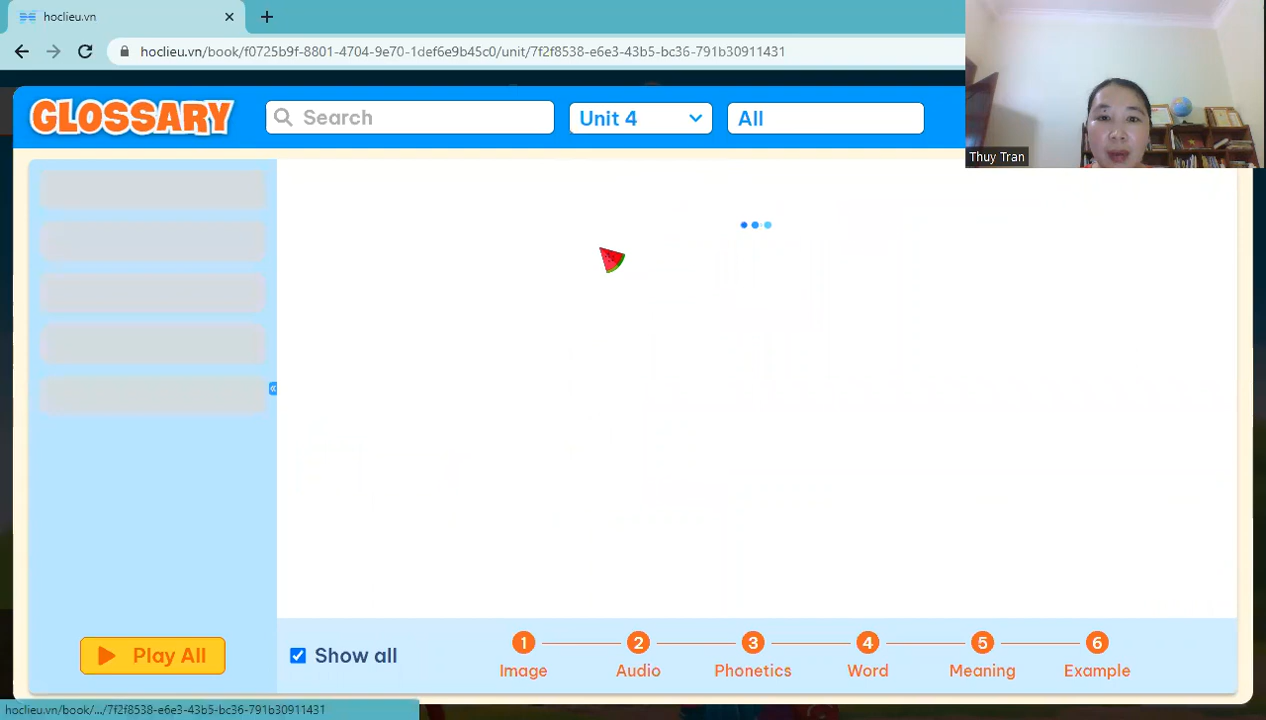 hoclieu.vn
hoclieu.vn/book/f0725b9f-8801-4704-9e70-1def6e9b45c0/unit/7f2f8538-e6e3-43b5-bc36-791b30911431
GLOSSARY
Search
Unit 4
All
Thuy Tran
Play All
Show all
1 2 3 4 5 6
Image Audio Phonetics Word Meaning Example
hoclieu.vn/book/.../7f2f8538-e6e3-43b5-bc36-791b30911431